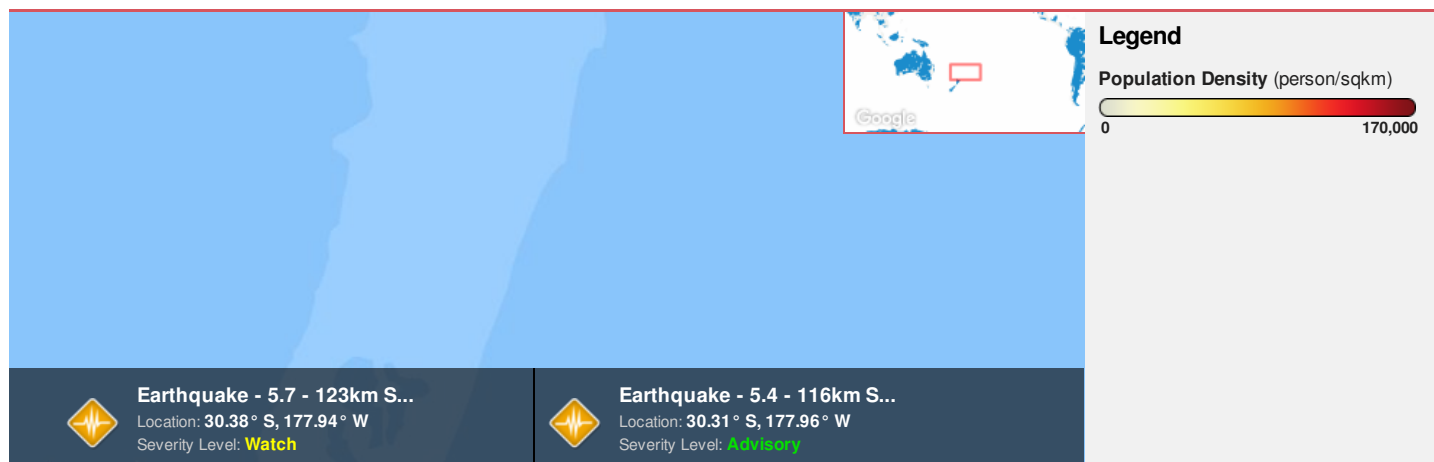 Google
Legend
Population Density (person/sqkm)
0 170,000
Earthquake - 5.7 - 123km S...
Location: 30.38° S, 177.94° W
Severity Level: Watch
Earthquake - 5.4 - 116km S...
Location: 30.31° S, 177.96° W
Severity Level: Advisory